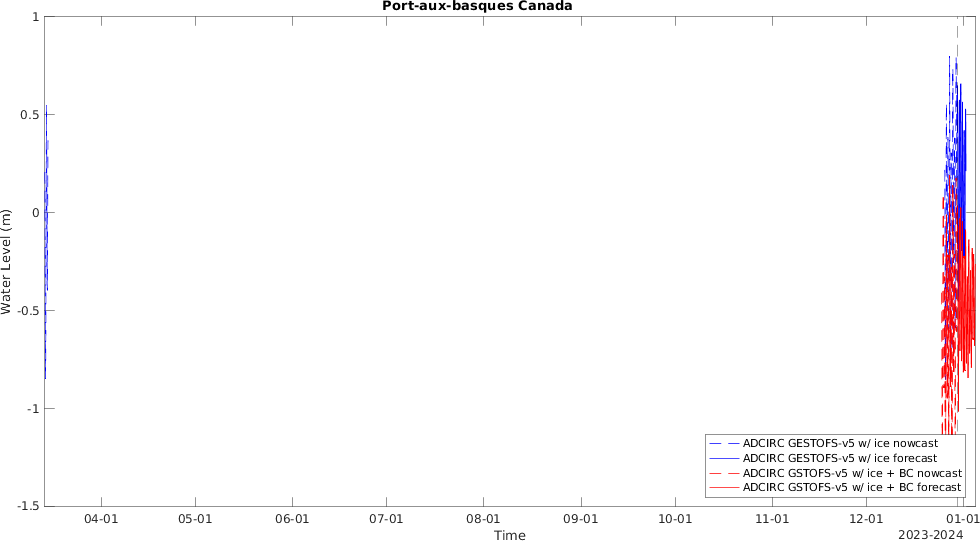 Port-aux-basques Canada
1
0.5
0
-0.5
-1
-1.5
Water Level (m)
ADCIRC GESTOFS-v5 w/ ice nowcast
ADCIRC GESTOFS-v5 w/ ice forecast
ADCIRC GSTOFS-v5 w/ ice + BC nowcast
ADCIRC GSTOFS-v5 w/ ice + BC forecast
04-01 05-01 06-01 07-01 08-01 09-01 10-01 11-01 12-01 01-01
Time
2023-2024